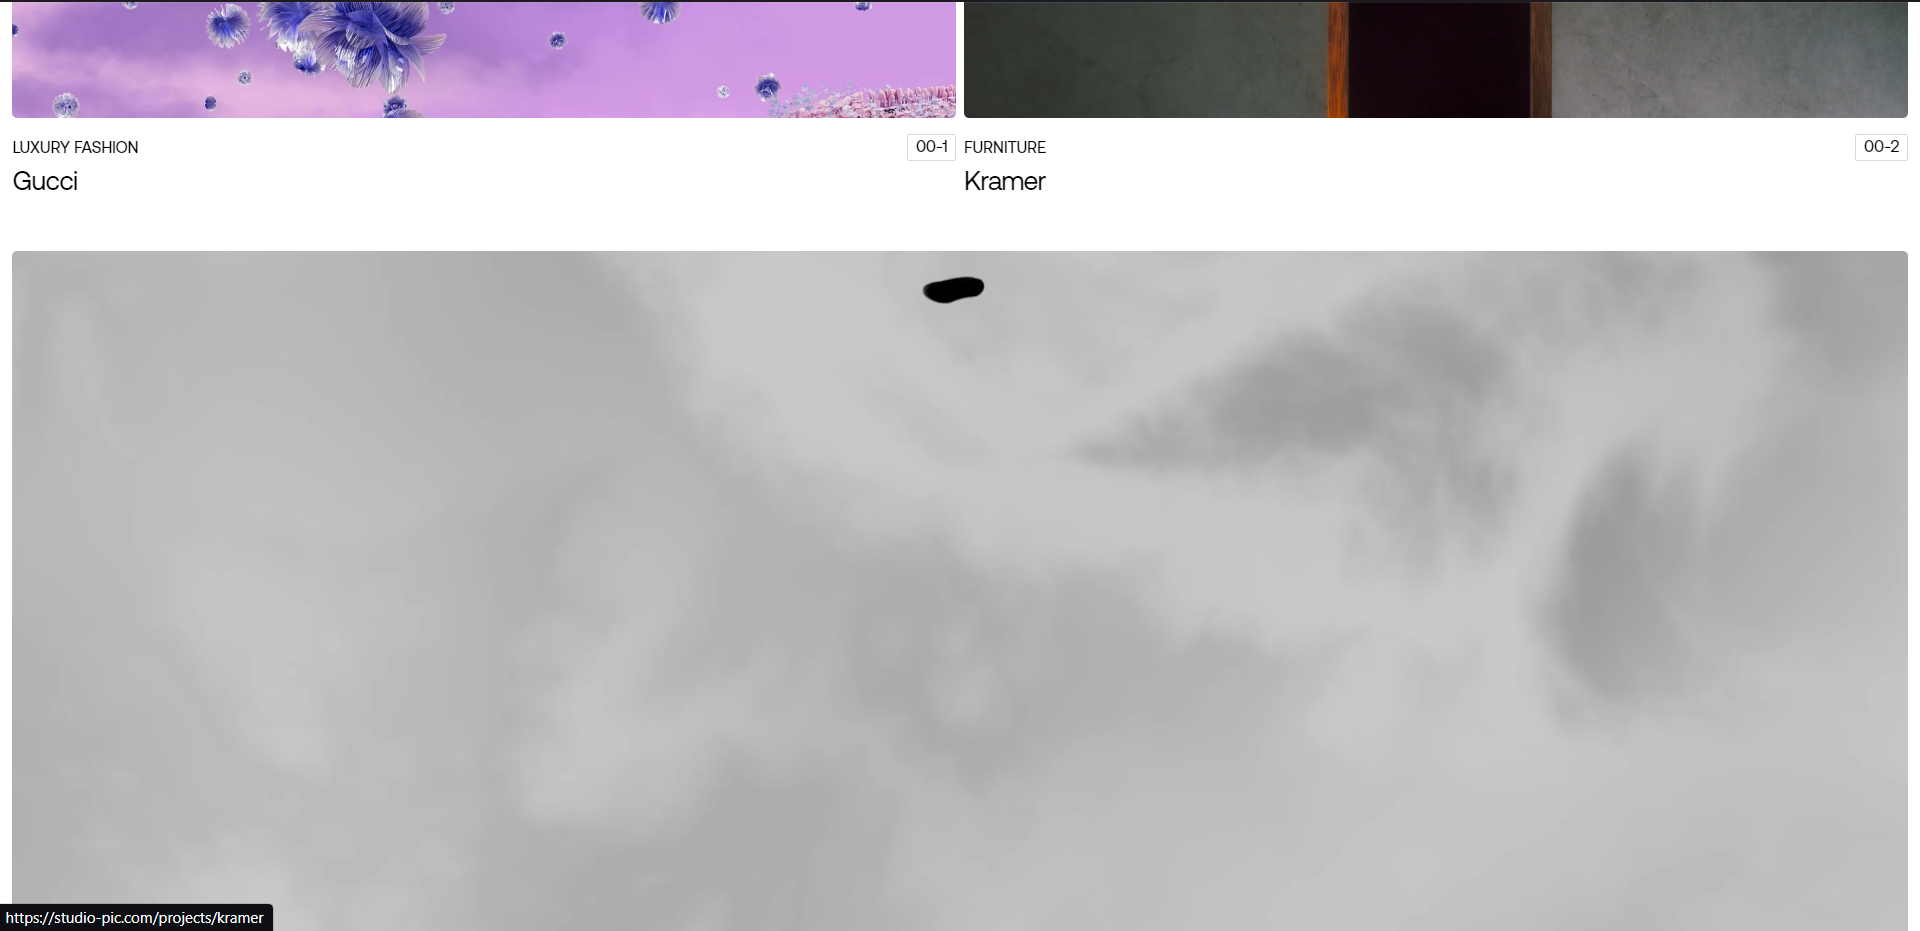 LUXURY FASHION
00-1
Gucci
FURNITURE
00-2
Kramer
https://studio-pic.com/projects/kramer